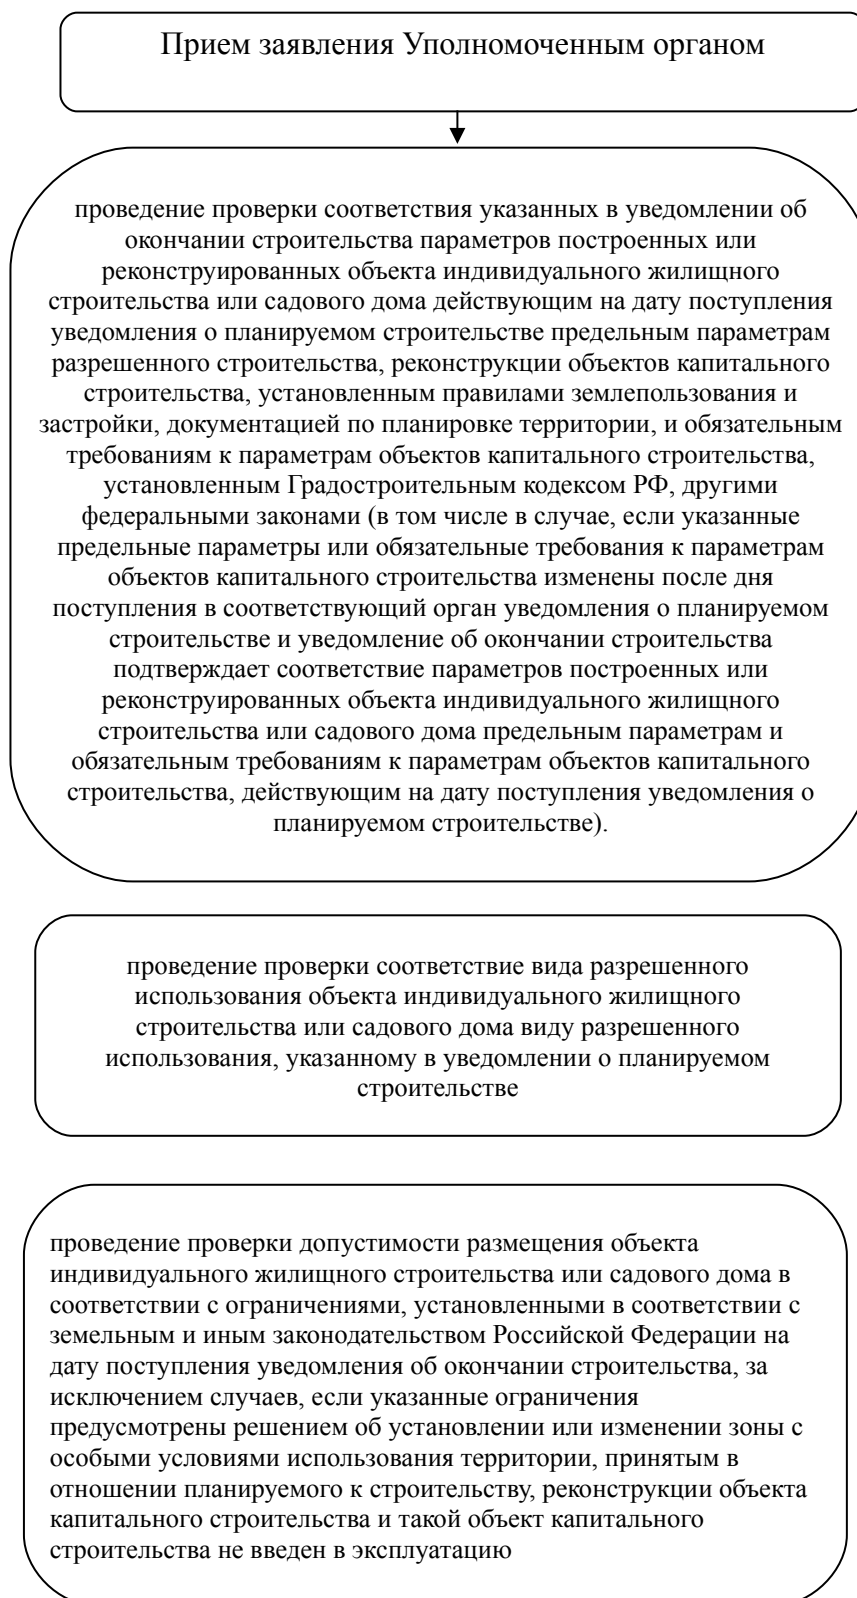 Прием заявления Уполномоченным органом
проведение проверки соответствия указанных в уведомлении об
окончании строительства параметров построенных или
реконструированных объекта индивидуального жилищного
строительства или садового дома действующим на дату поступления
уведомления о планируемом строительстве предельным параметрам
разрешенного строительства, реконструкции объектов капитального
строительства, установленным правилами землепользования и
застройки, документацией по планировке территории, и обязательным
требованиям к параметрам объектов капитального строительства,
установленным Градостроительным кодексом РФ, другими
федеральными законами (в том числе в случае, если указанные
предельные параметры или обязательные требования к параметрам
объектов капитального строительства изменены после дня
поступления в соответствующий орган уведомления о планируемом
строительстве и уведомление об окончании строительства
подтверждает соответствие параметров построенных или
реконструированных объекта индивидуального жилищного
строительства или садового дома предельным параметрам и
обязательным требованиям к параметрам объектов капитального
строительства, действующим на дату поступления уведомления о
планируемом строительстве).
проведение проверки соответствие вида разрешенного
использования объекта индивидуального жилищного
строительства или садового дома виду разрешенного
использования, указанному в уведомлении о планируемом
строительстве
проведение проверки допустимости размещения объекта
индивидуального жилищного строительства или садового дома в
соответствии с ограничениями, установленными в соответствии с
земельным и иным законодательством Российской Федерации на
дату поступления уведомления об окончании строительства, за
исключением случаев, если указанные ограничения
предусмотрены решением об установлении или изменении зоны с
особыми условиями использования территории, принятым в
отношении планируемого к строительству, реконструкции объекта
капитального строительства и такой объект капитального
строительства не введен в эксплуатацию